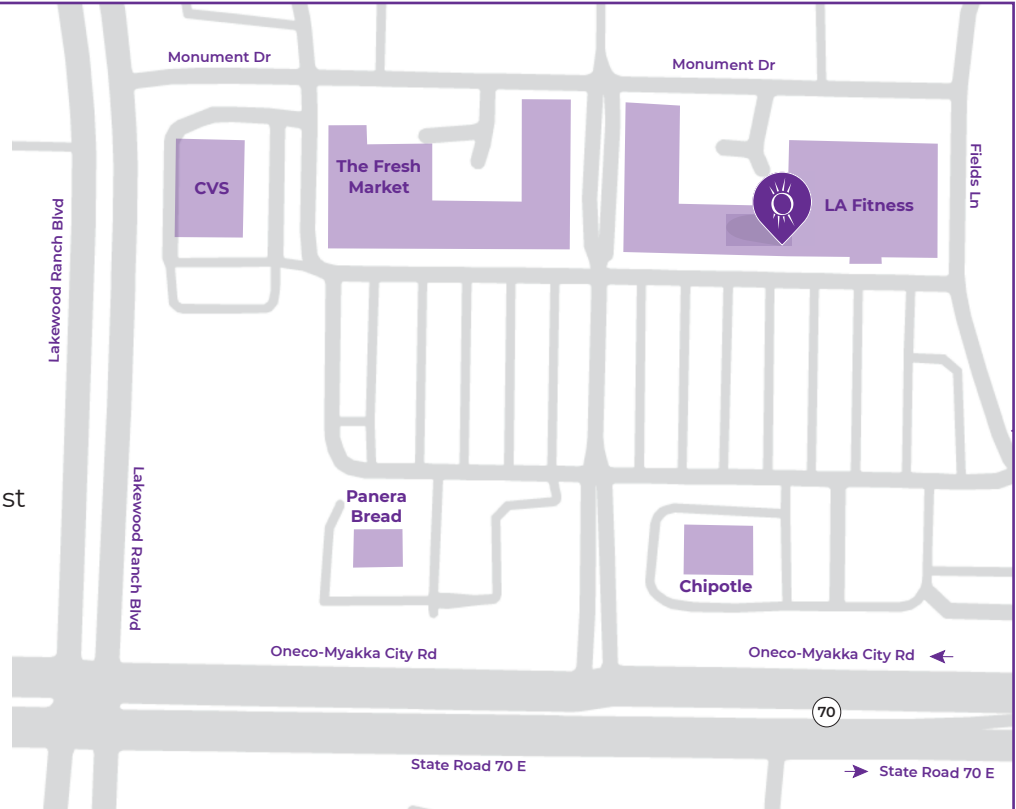 Monument Dr
Monument Dr
Fields Ln
The Fresh
Market
CVS
LA Fitness
Lakewood Ranch Blvd
Lakewood Ranch Blvd
st
Panera
Bread
Chipotle
Oneco-Myakka City Rd
Oneco-Myakka City Rd
70
State Road 70 E
State Road 70 E